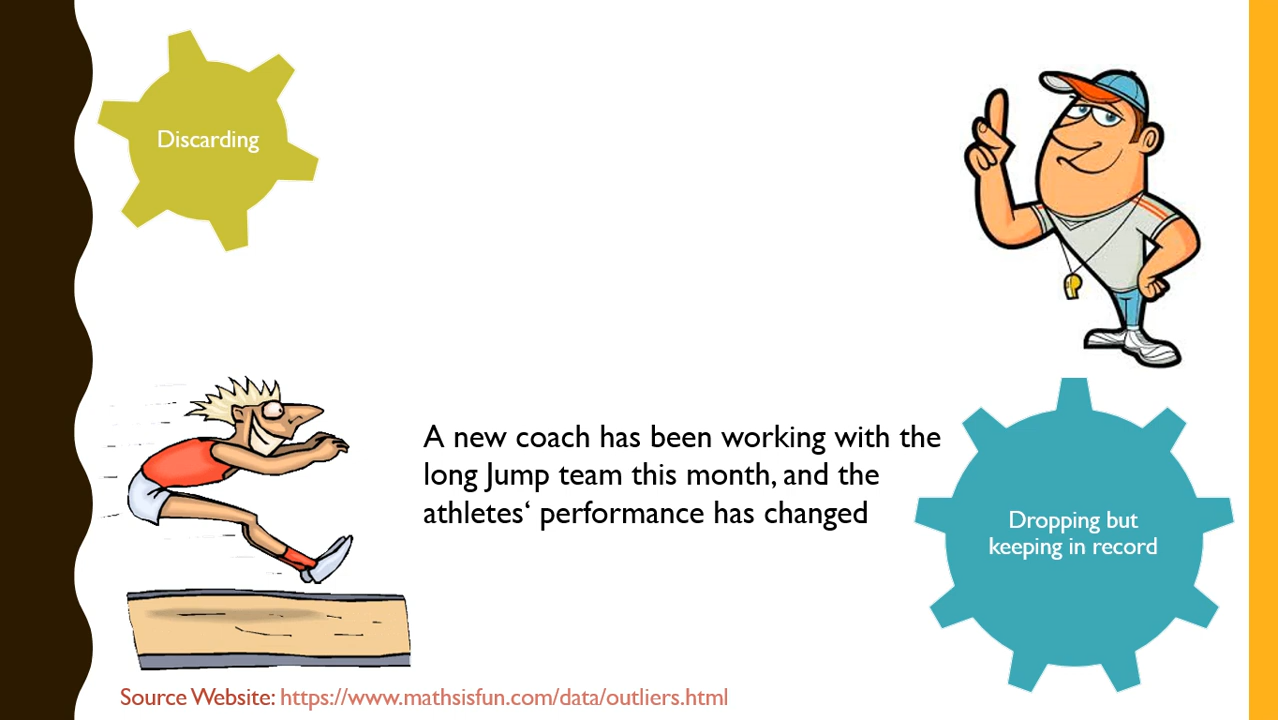 Discarding
A new coach has been working with the
long Jump team this month, and the
athletes‘ performance has changed
Dropping but
keeping in record
Source Website: https://www.mathsisfun.com/data/outliers.html